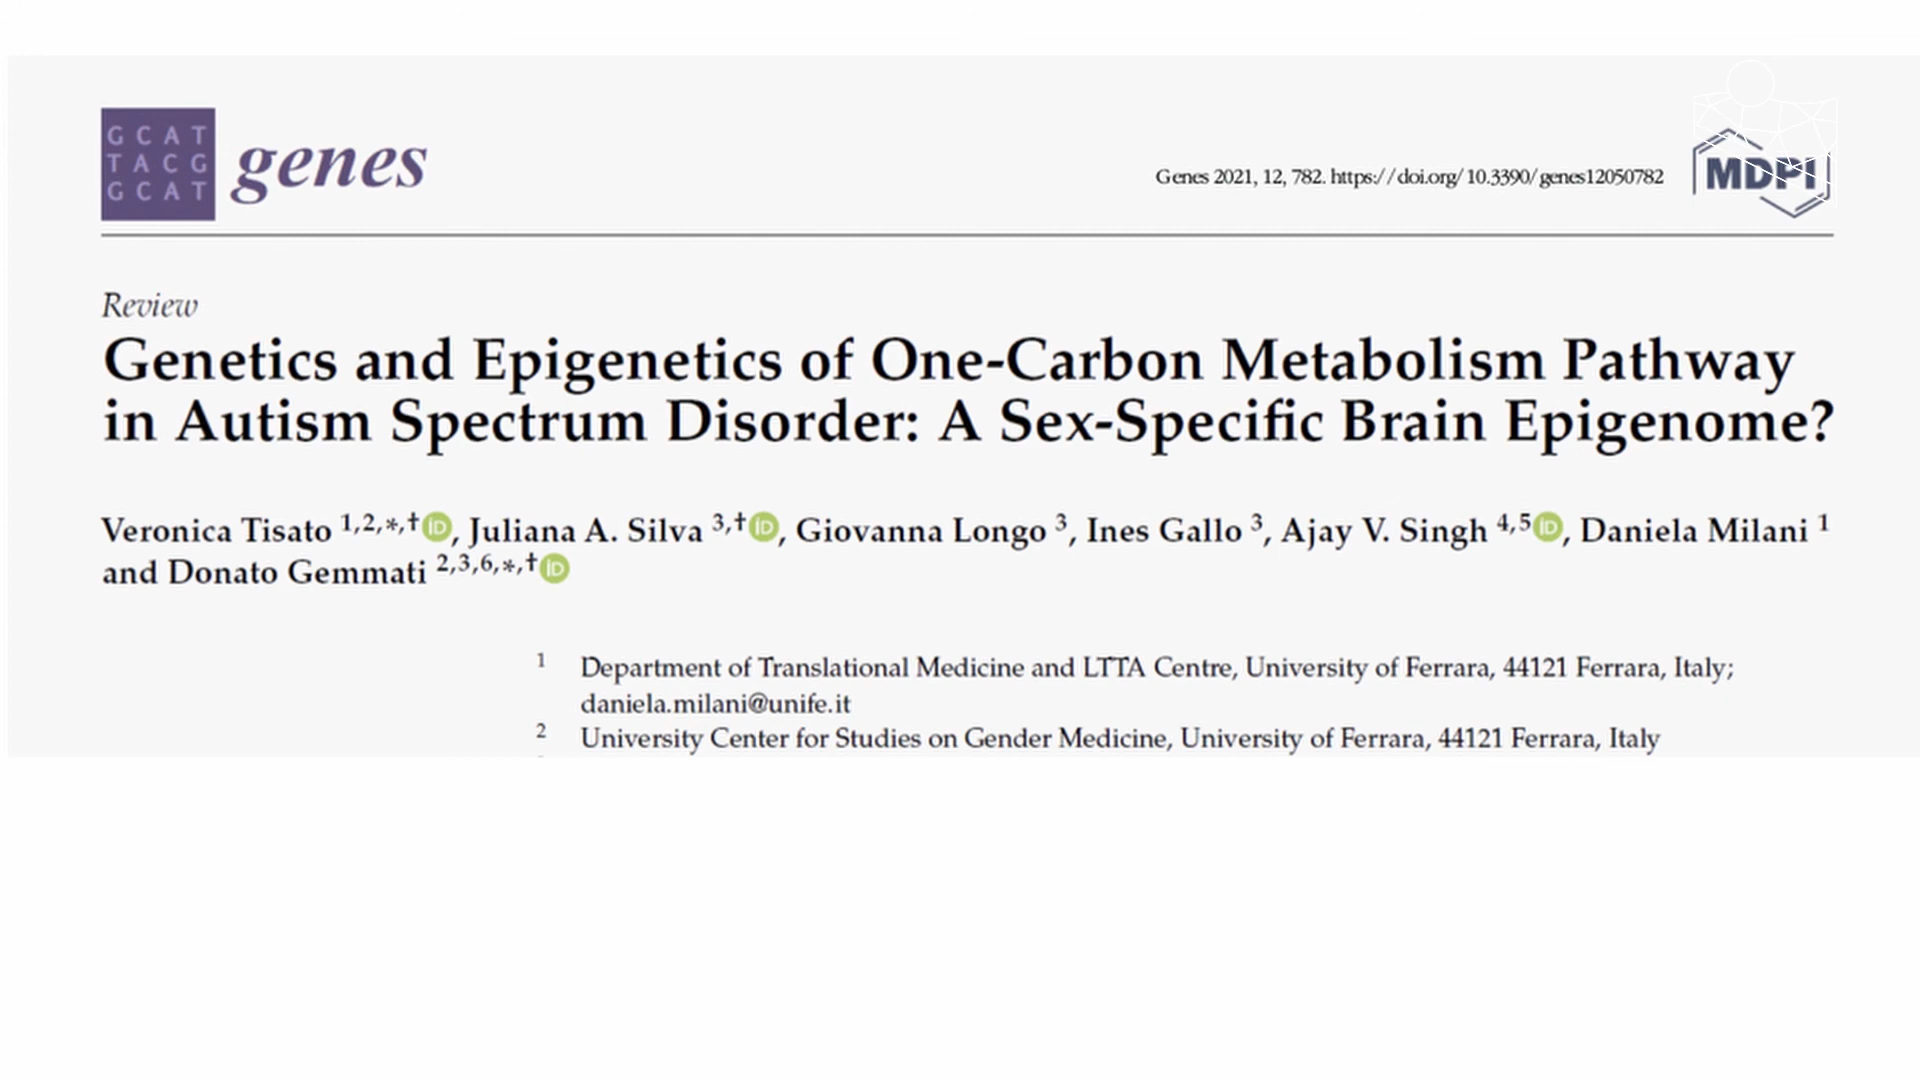 G C A T
T A C G
G C A T
genes
Genes 2021, 12, 782. https://doi.org/10.3390/genes12050782
MDPI
Review
Genetics and Epigenetics of One-Carbon Metabolism Pathway
in Autism Spectrum Disorder: A Sex-Specific Brain Epigenome?
Veronica Tisato 1,2,*,† iD, Juliana A. Silva 3,† iD, Giovanna Longo 3, Ines Gallo 3, Ajay V. Singh 4,5 iD, Daniela Milani 1
and Donato Gemmati 2,3,6,*,† iD
1 Department of Translational Medicine and LTTA Centre, University of Ferrara, 44121 Ferrara, Italy;
daniela.milani@unife.it
2 University Center for Studies on Gender Medicine, University of Ferrara, 44121 Ferrara, Italy